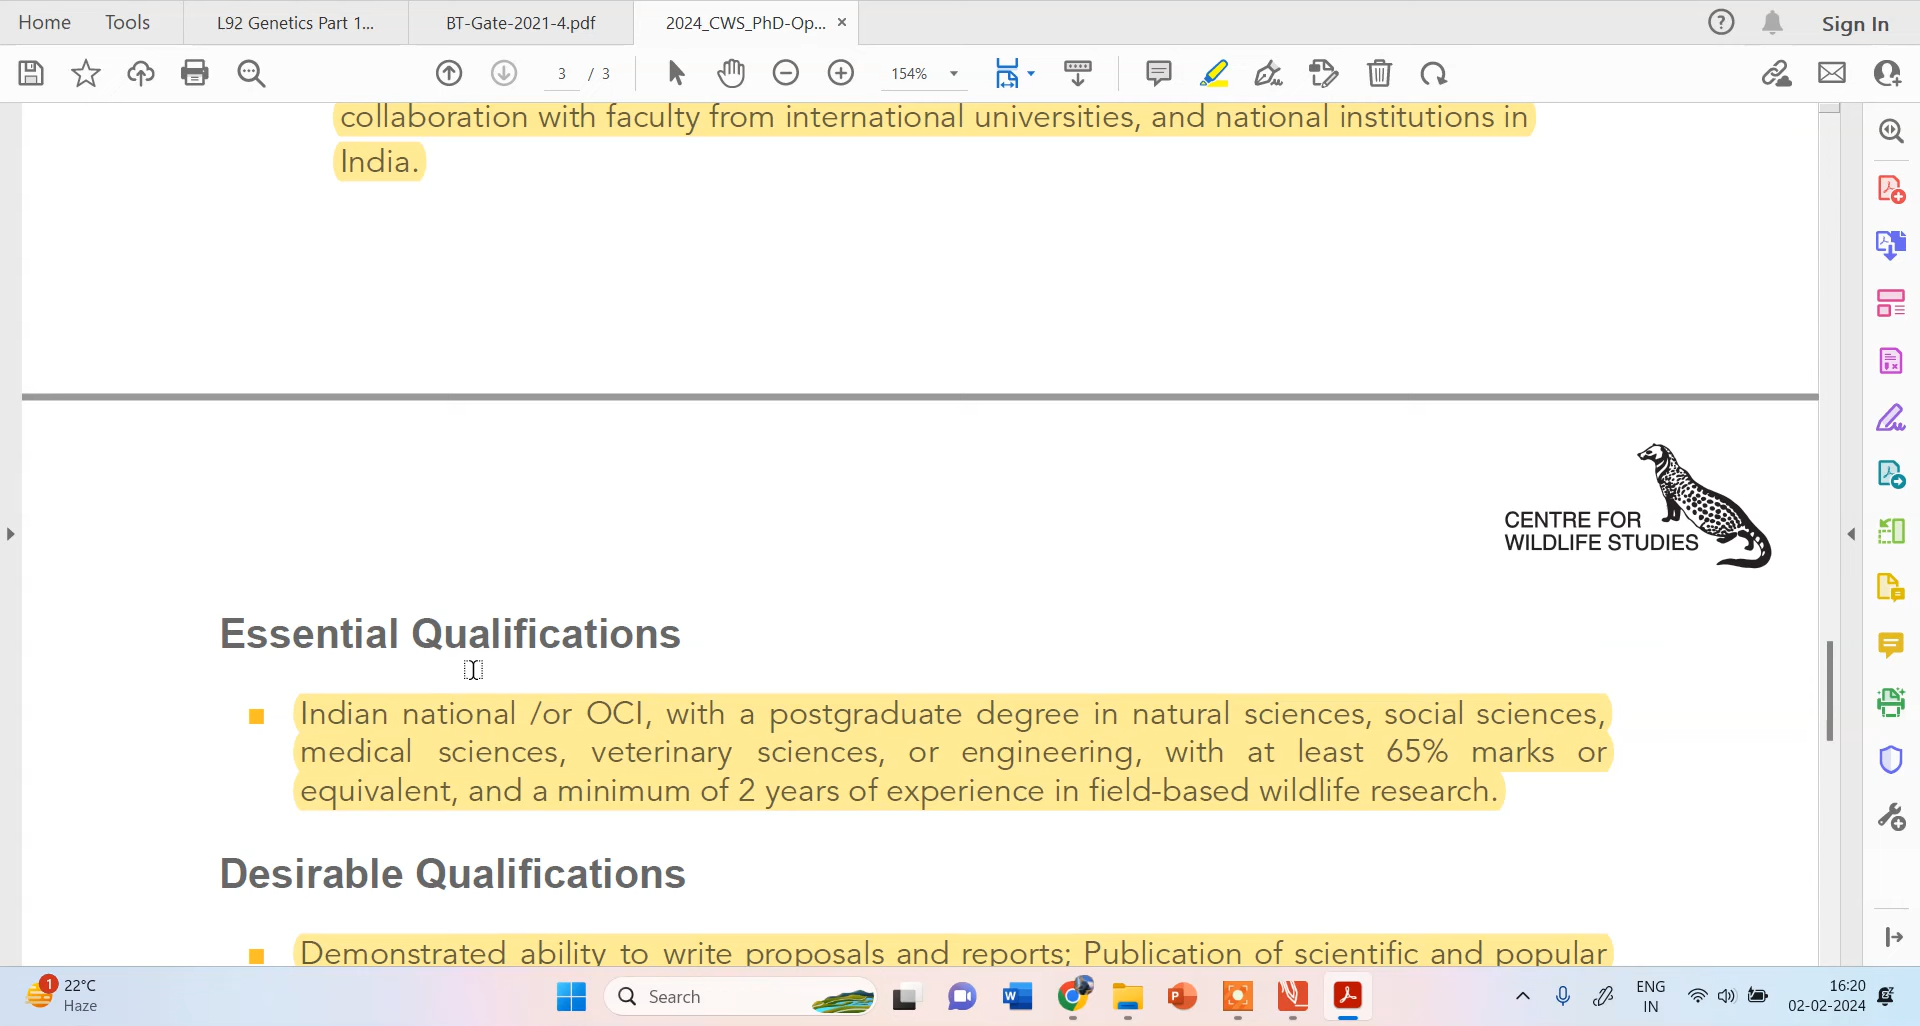 Home Tools L92 Genetics Part 1... BT-Gate-2021-4.pdf 2024_CWS_PhD-Op... × Sign In
3 / 3 154%
collaboration with faculty from international universities, and national institutions in
India.
CENTRE FOR
WILDLIFE STUDIES
Essential Qualifications
Indian national /or OCI, with a postgraduate degree in natural sciences, social sciences,
medical sciences, veterinary sciences, or engineering, with at least 65% marks or
equivalent, and a minimum of 2 years of experience in field-based wildlife research.
Desirable Qualifications
Demonstrated ability to write proposals and reports; Publication of scientific and popular
1 22°C
Haze
Search
ENG
IN
16:20
02-02-2024